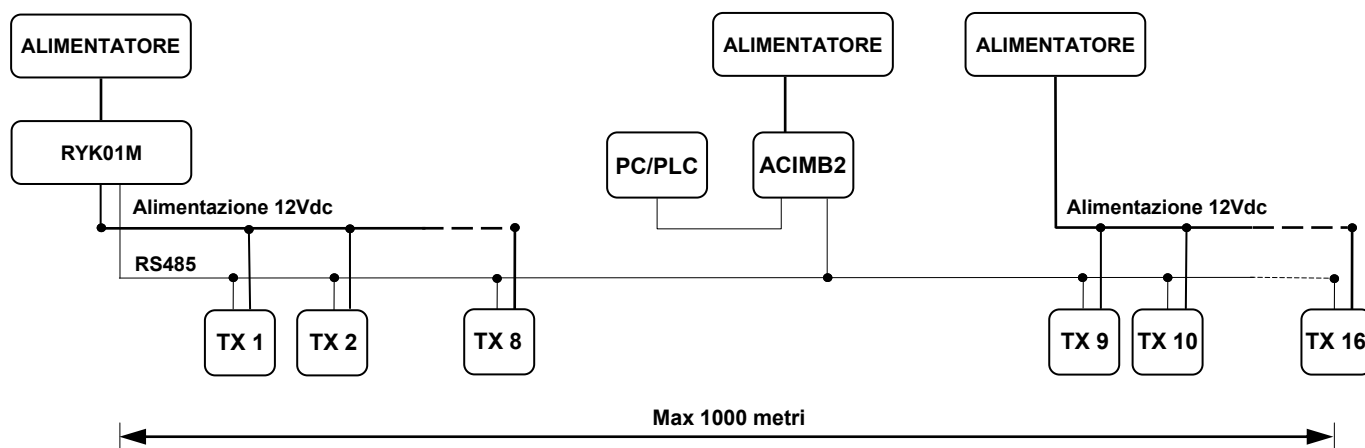 ALIMENTATORE
ALIMENTATORE
ALIMENTATORE
RYK01M
PC/PLC
ACIMB2
Alimentazione 12Vdc
Alimentazione 12Vdc
RS485
TX 1
TX 2
TX 8
TX 9
TX 10
TX 16
Max 1000 metri